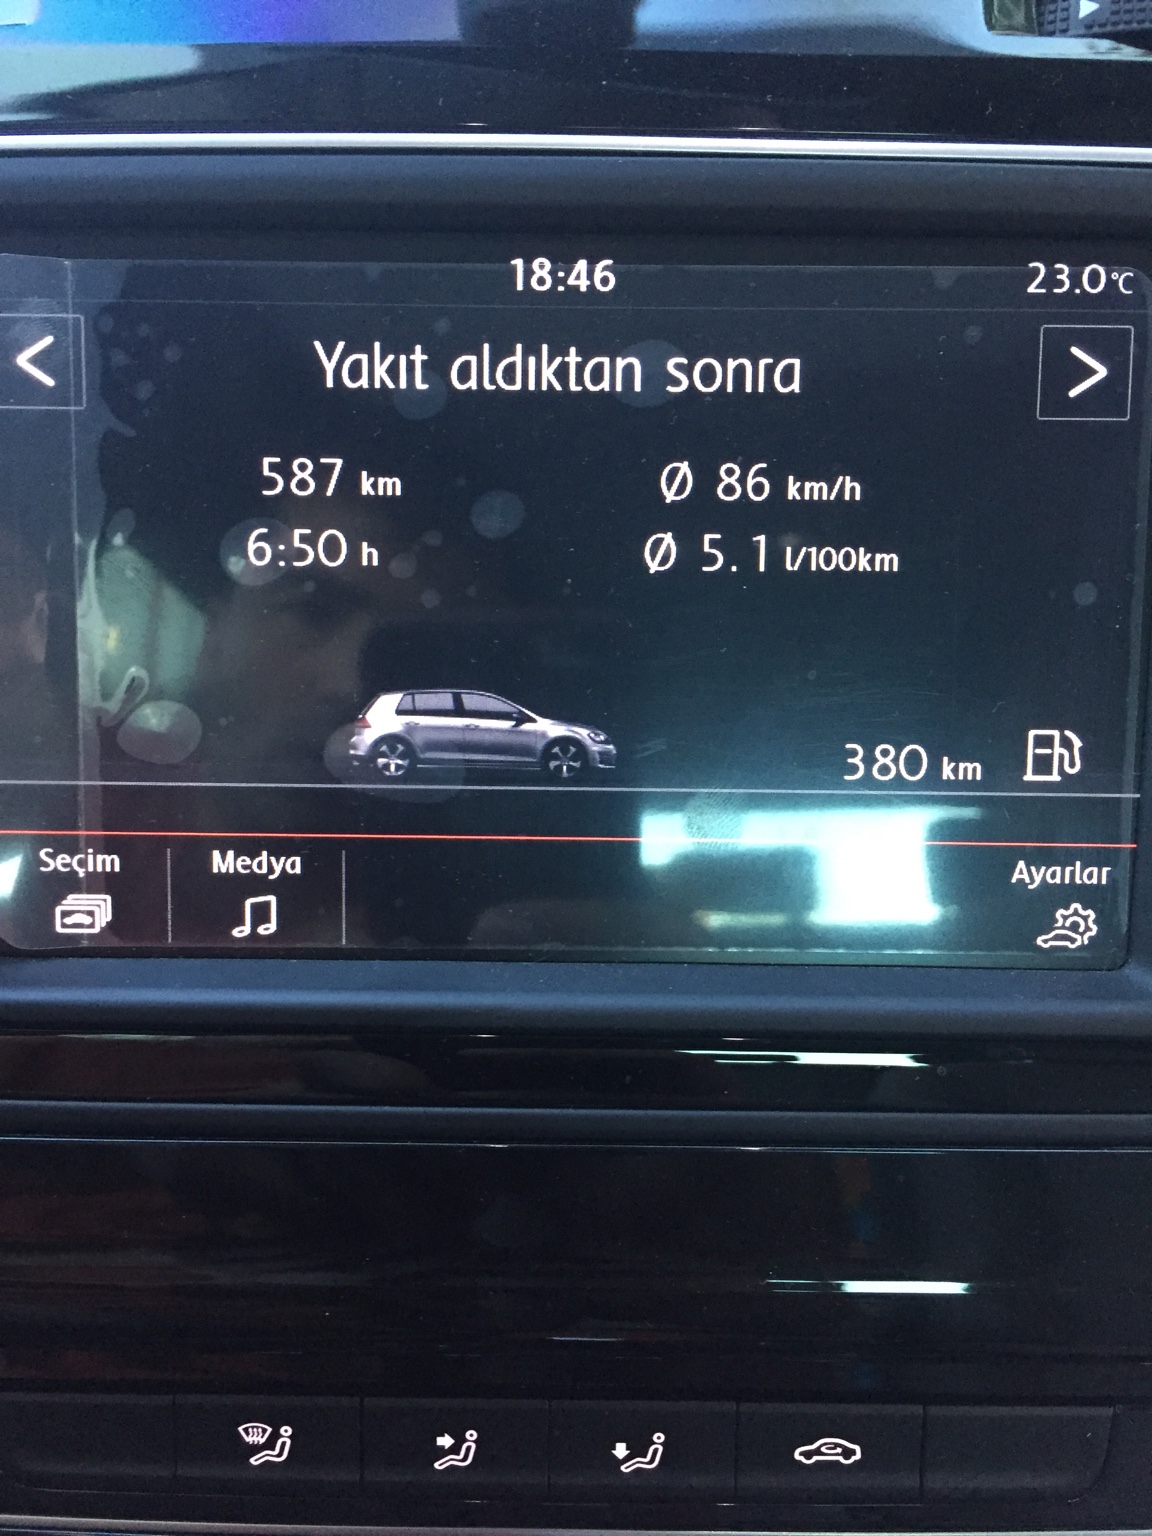 18:46
23.0°C
Yakıt aldıktan sonra
587 km
Ø 86 km/h
6:50 h
Ø 5.1 l/100km
380 km
Seçim
Medya
Ayarlar